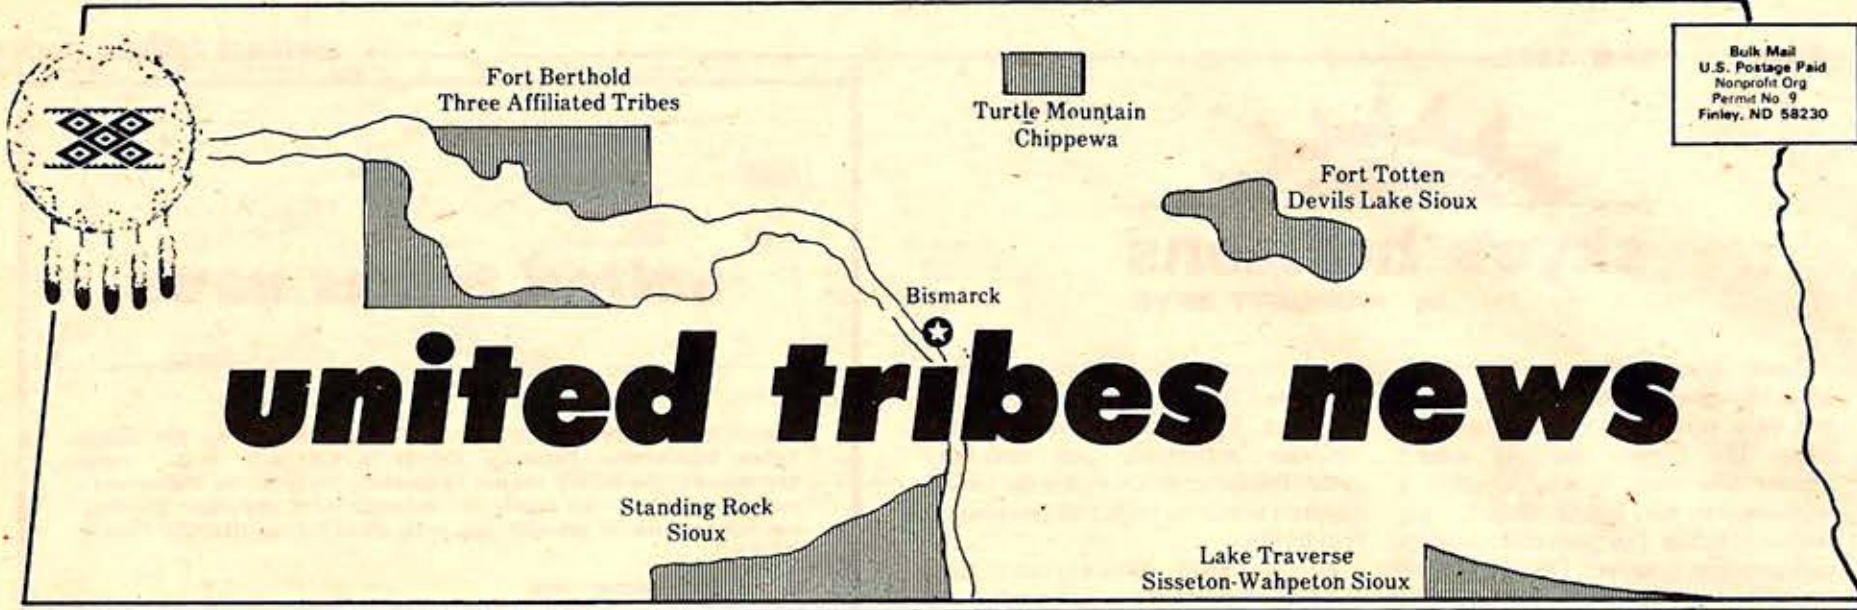 Bulk Mail
U.S. Postage Paid
Nonprofit Org
Permit No. 9
Finley, ND 58230
Fort Berthold
Three Affiliated Tribes
Turtle Mountain
Chippewa
Fort Totten
Devils Lake Sioux
Bismarck
united tribes news
Standing Rock
Sioux
Lake Traverse
Sisseton-Wahpeton Sioux